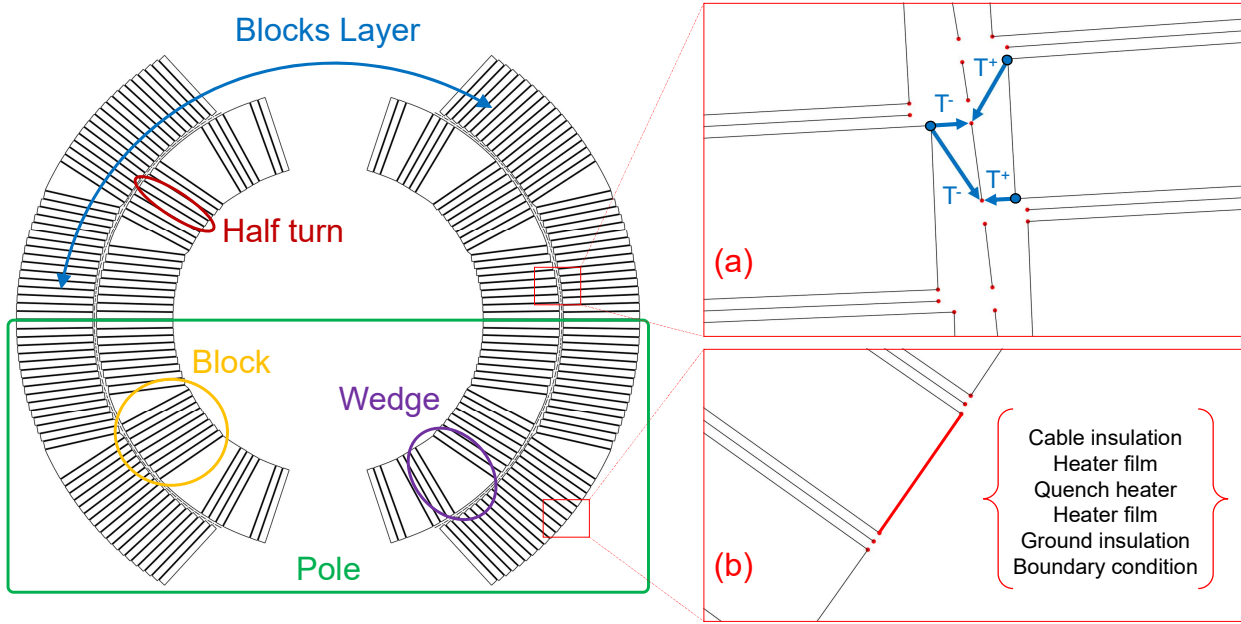 Blocks Layer
Half turn
Block
Wedge
Pole
T⁺
T⁻
T⁺
T⁻
(a)
Cable insulation
Heater film
Quench heater
Heater film
Ground insulation
Boundary condition
(b)